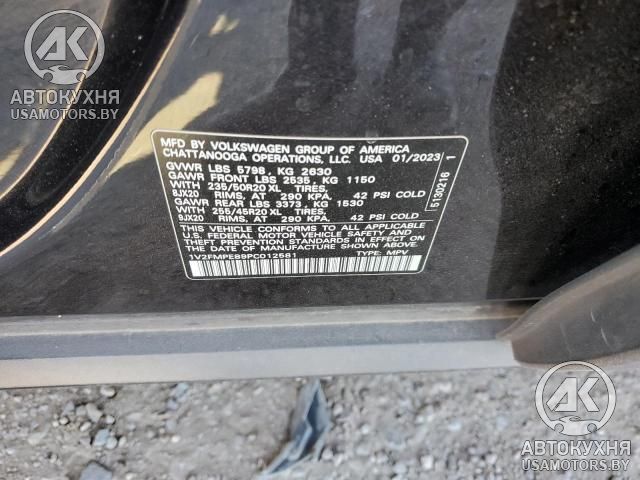 AK
АВТОКУХНЯ
USAMOTORS.BY
MFD BY VOLKSWAGEN GROUP OF AMERICA
CHATTANOOGA OPERATIONS, LLC. USA 01/2023
GVWR LBS 5798, KG 2630
GAWR FRONT LBS 2535, KG 1150
WITH 235/50R20 XL TIRES,
8JX20 RIMS, AT 290 KPA. 42 PSI COLD
GAWR REAR LBS 3373, KG 1530
WITH 255/45R20 XL TIRES,
9JX20 RIMS, AT 290 KPA. 42 PSI COLD
THIS VEHICLE CONFORMS TO ALL APPLICABLE
U.S. FEDERAL MOTOR VEHICLE SAFETY AND
THEFT PREVENTION STANDARDS IN EFFECT ON
THE DATE OF MANUFACTURE SHOWN ABOVE.
1V2FMPE89PC012581 TYPE: MPV
5130216 1
AK
АВТОКУХНЯ
USAMOTORS.BY